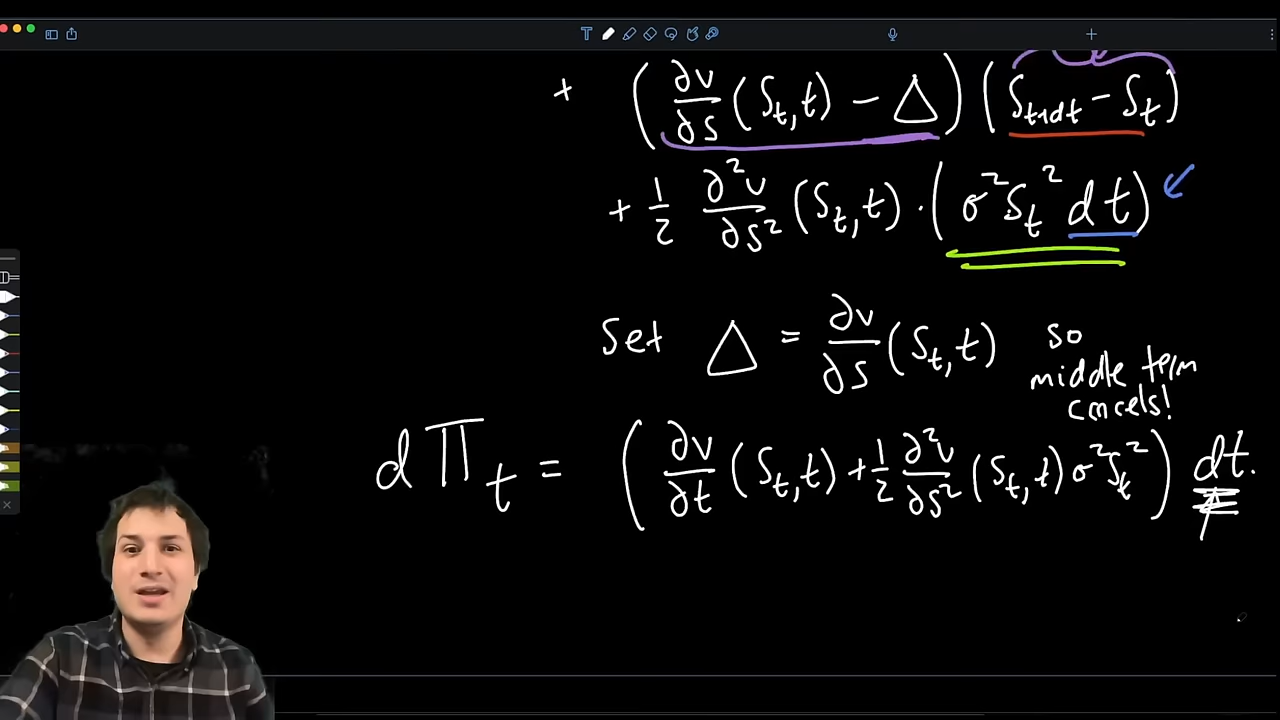 + (∂v/∂s (S_t, t) − Δ) (S_{t+dt} − S_t)
+ 1/2 ∂²v/∂s² (S_t, t) · (σ² S_t² dt)
Set Δ = ∂v/∂s (S_t, t) so
middle term
cancels!
dΠ_t = (∂v/∂t (S_t, t) + 1/2 ∂²v/∂s² (S_t, t) σ² S_t²) dt.